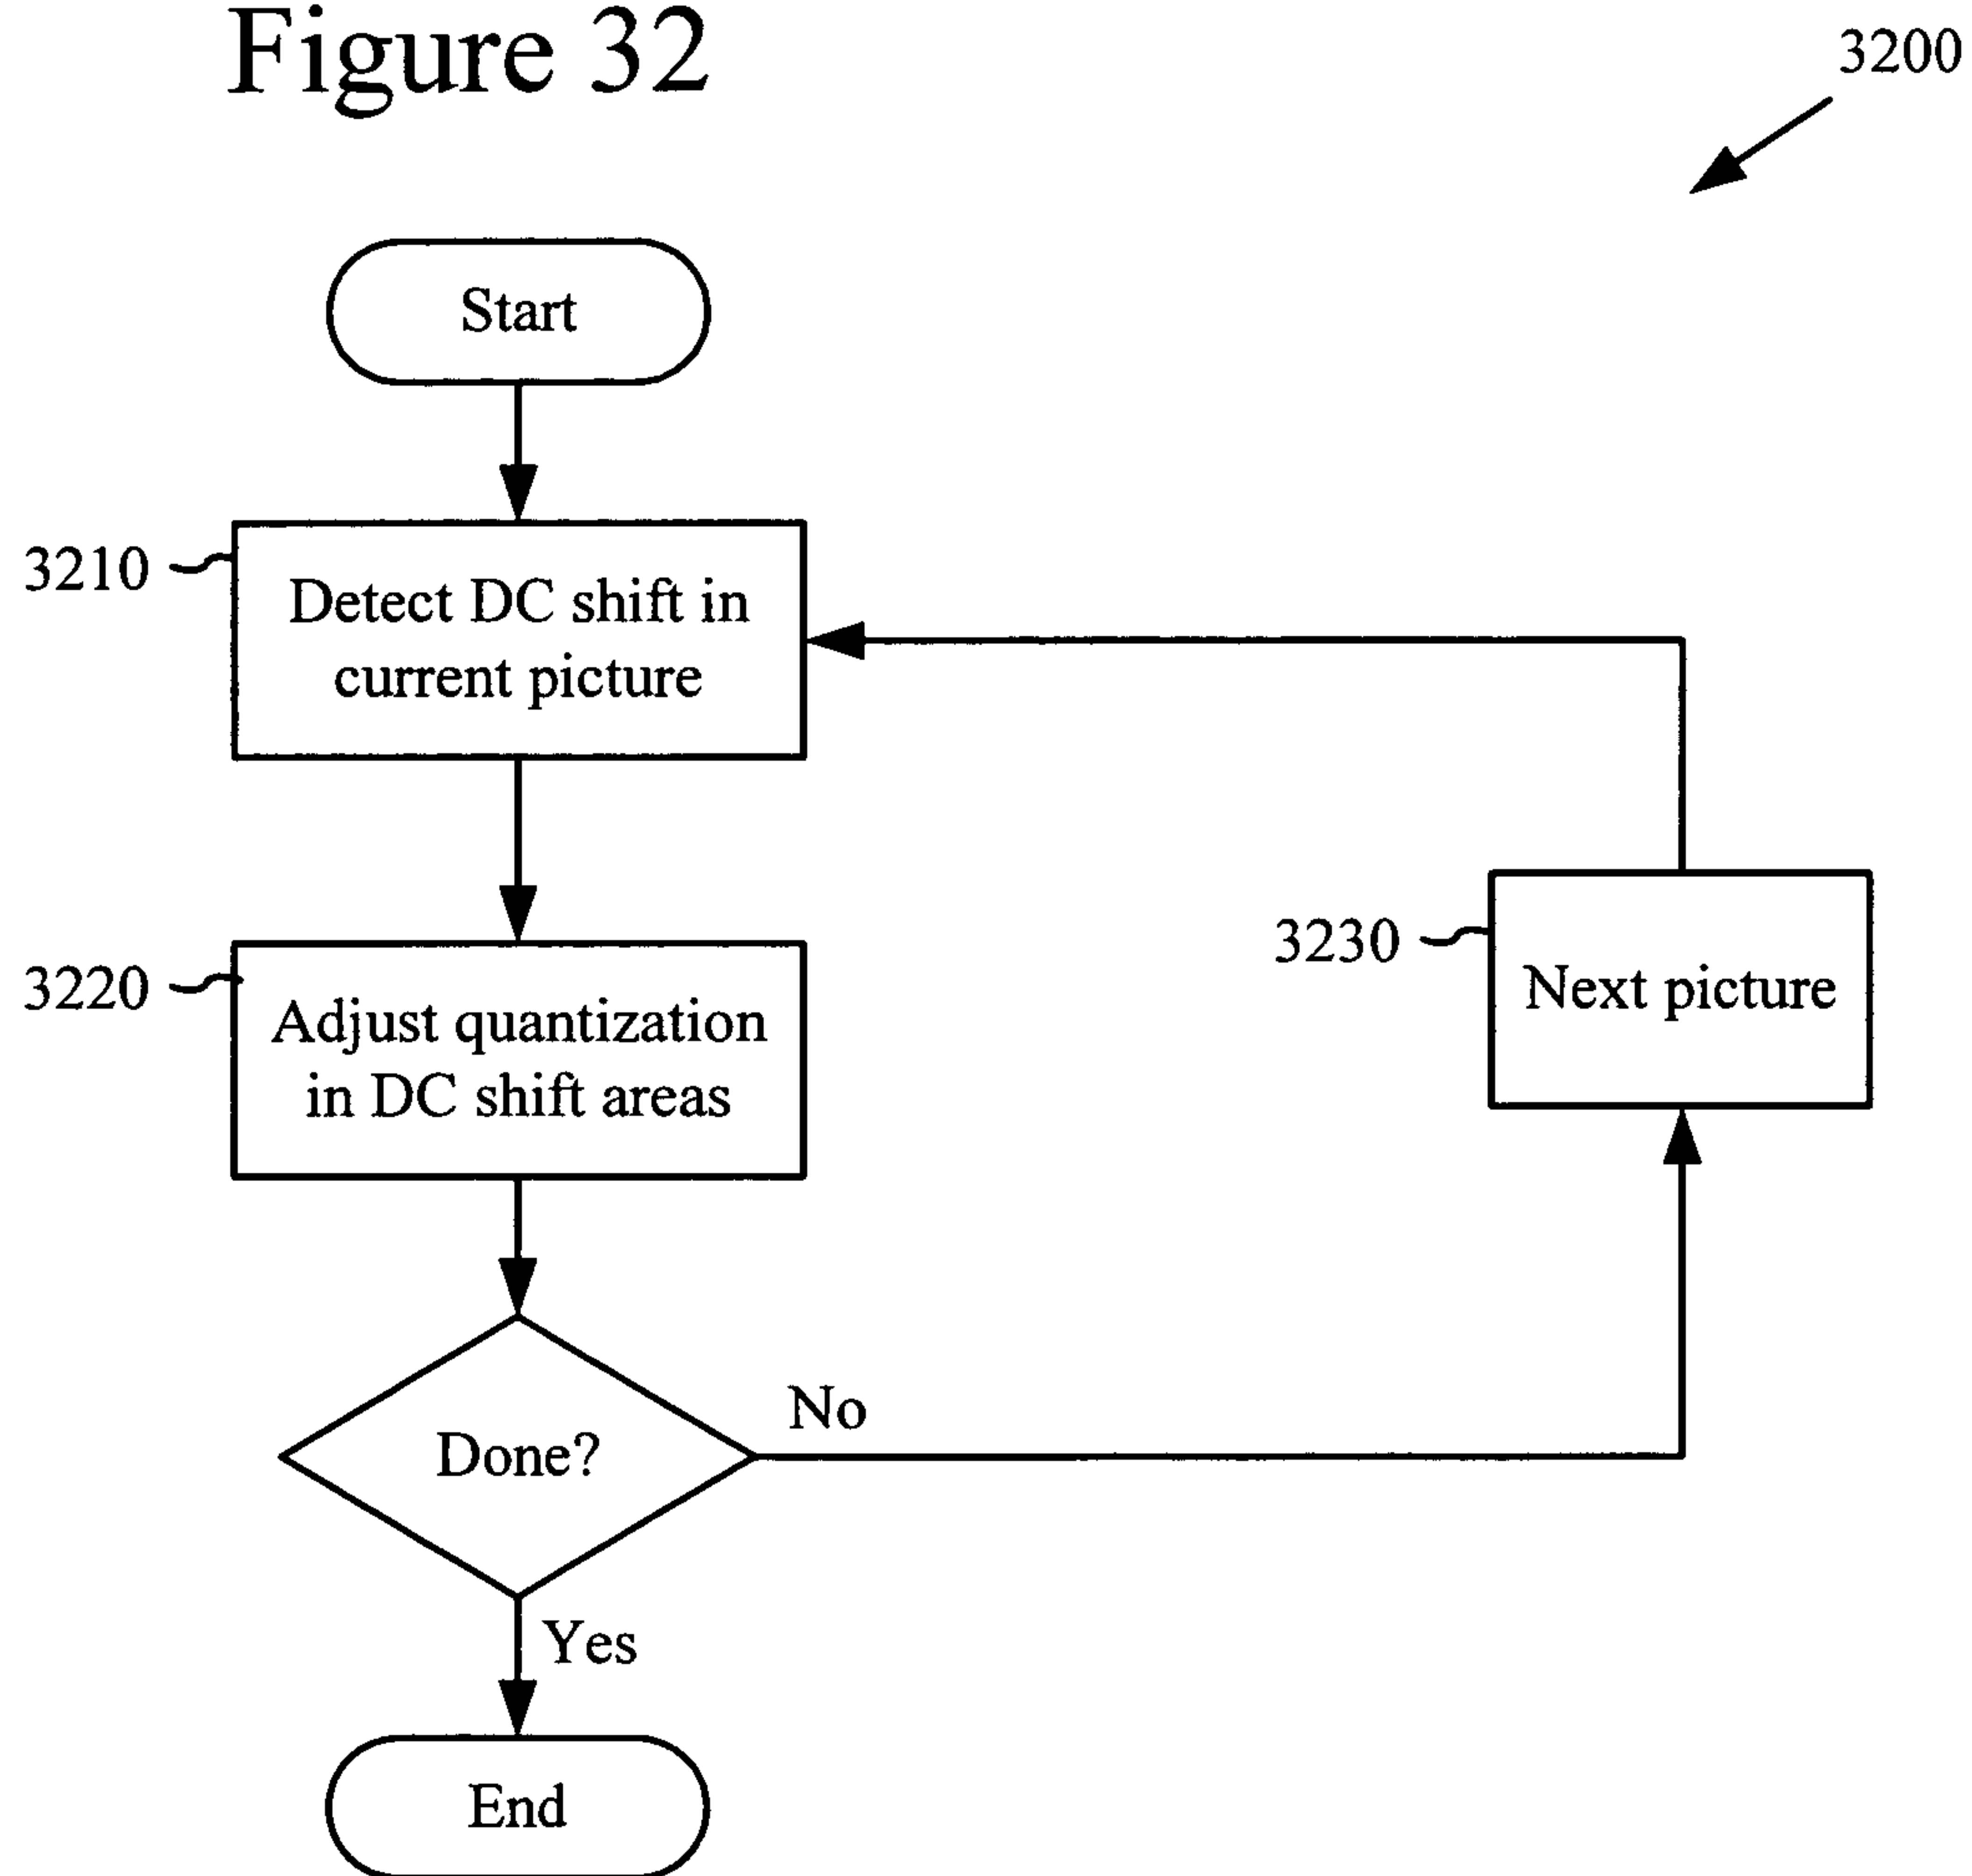 Figure 32
3200
Start
3210
Detect DC shift in
current picture
3220
Adjust quantization
in DC shift areas
3230
Next picture
Done?
No
Yes
End